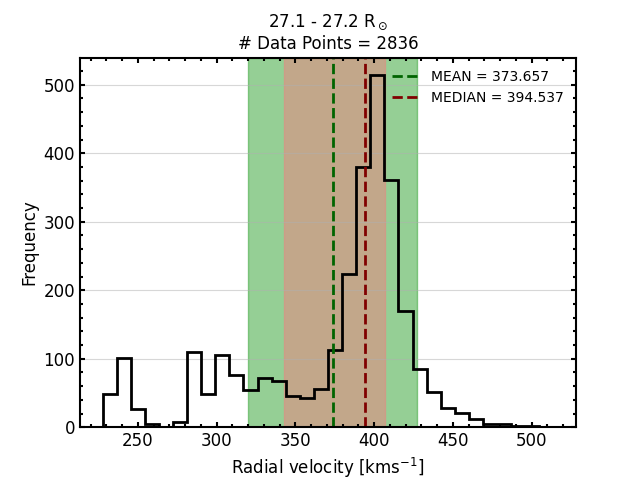 27.1 - 27.2 R⊙
# Data Points = 2836
MEAN = 373.657
MEDIAN = 394.537
500
400
300
200
100
0
Frequency
250 300 350 400 450 500
Radial velocity [kms⁻¹]